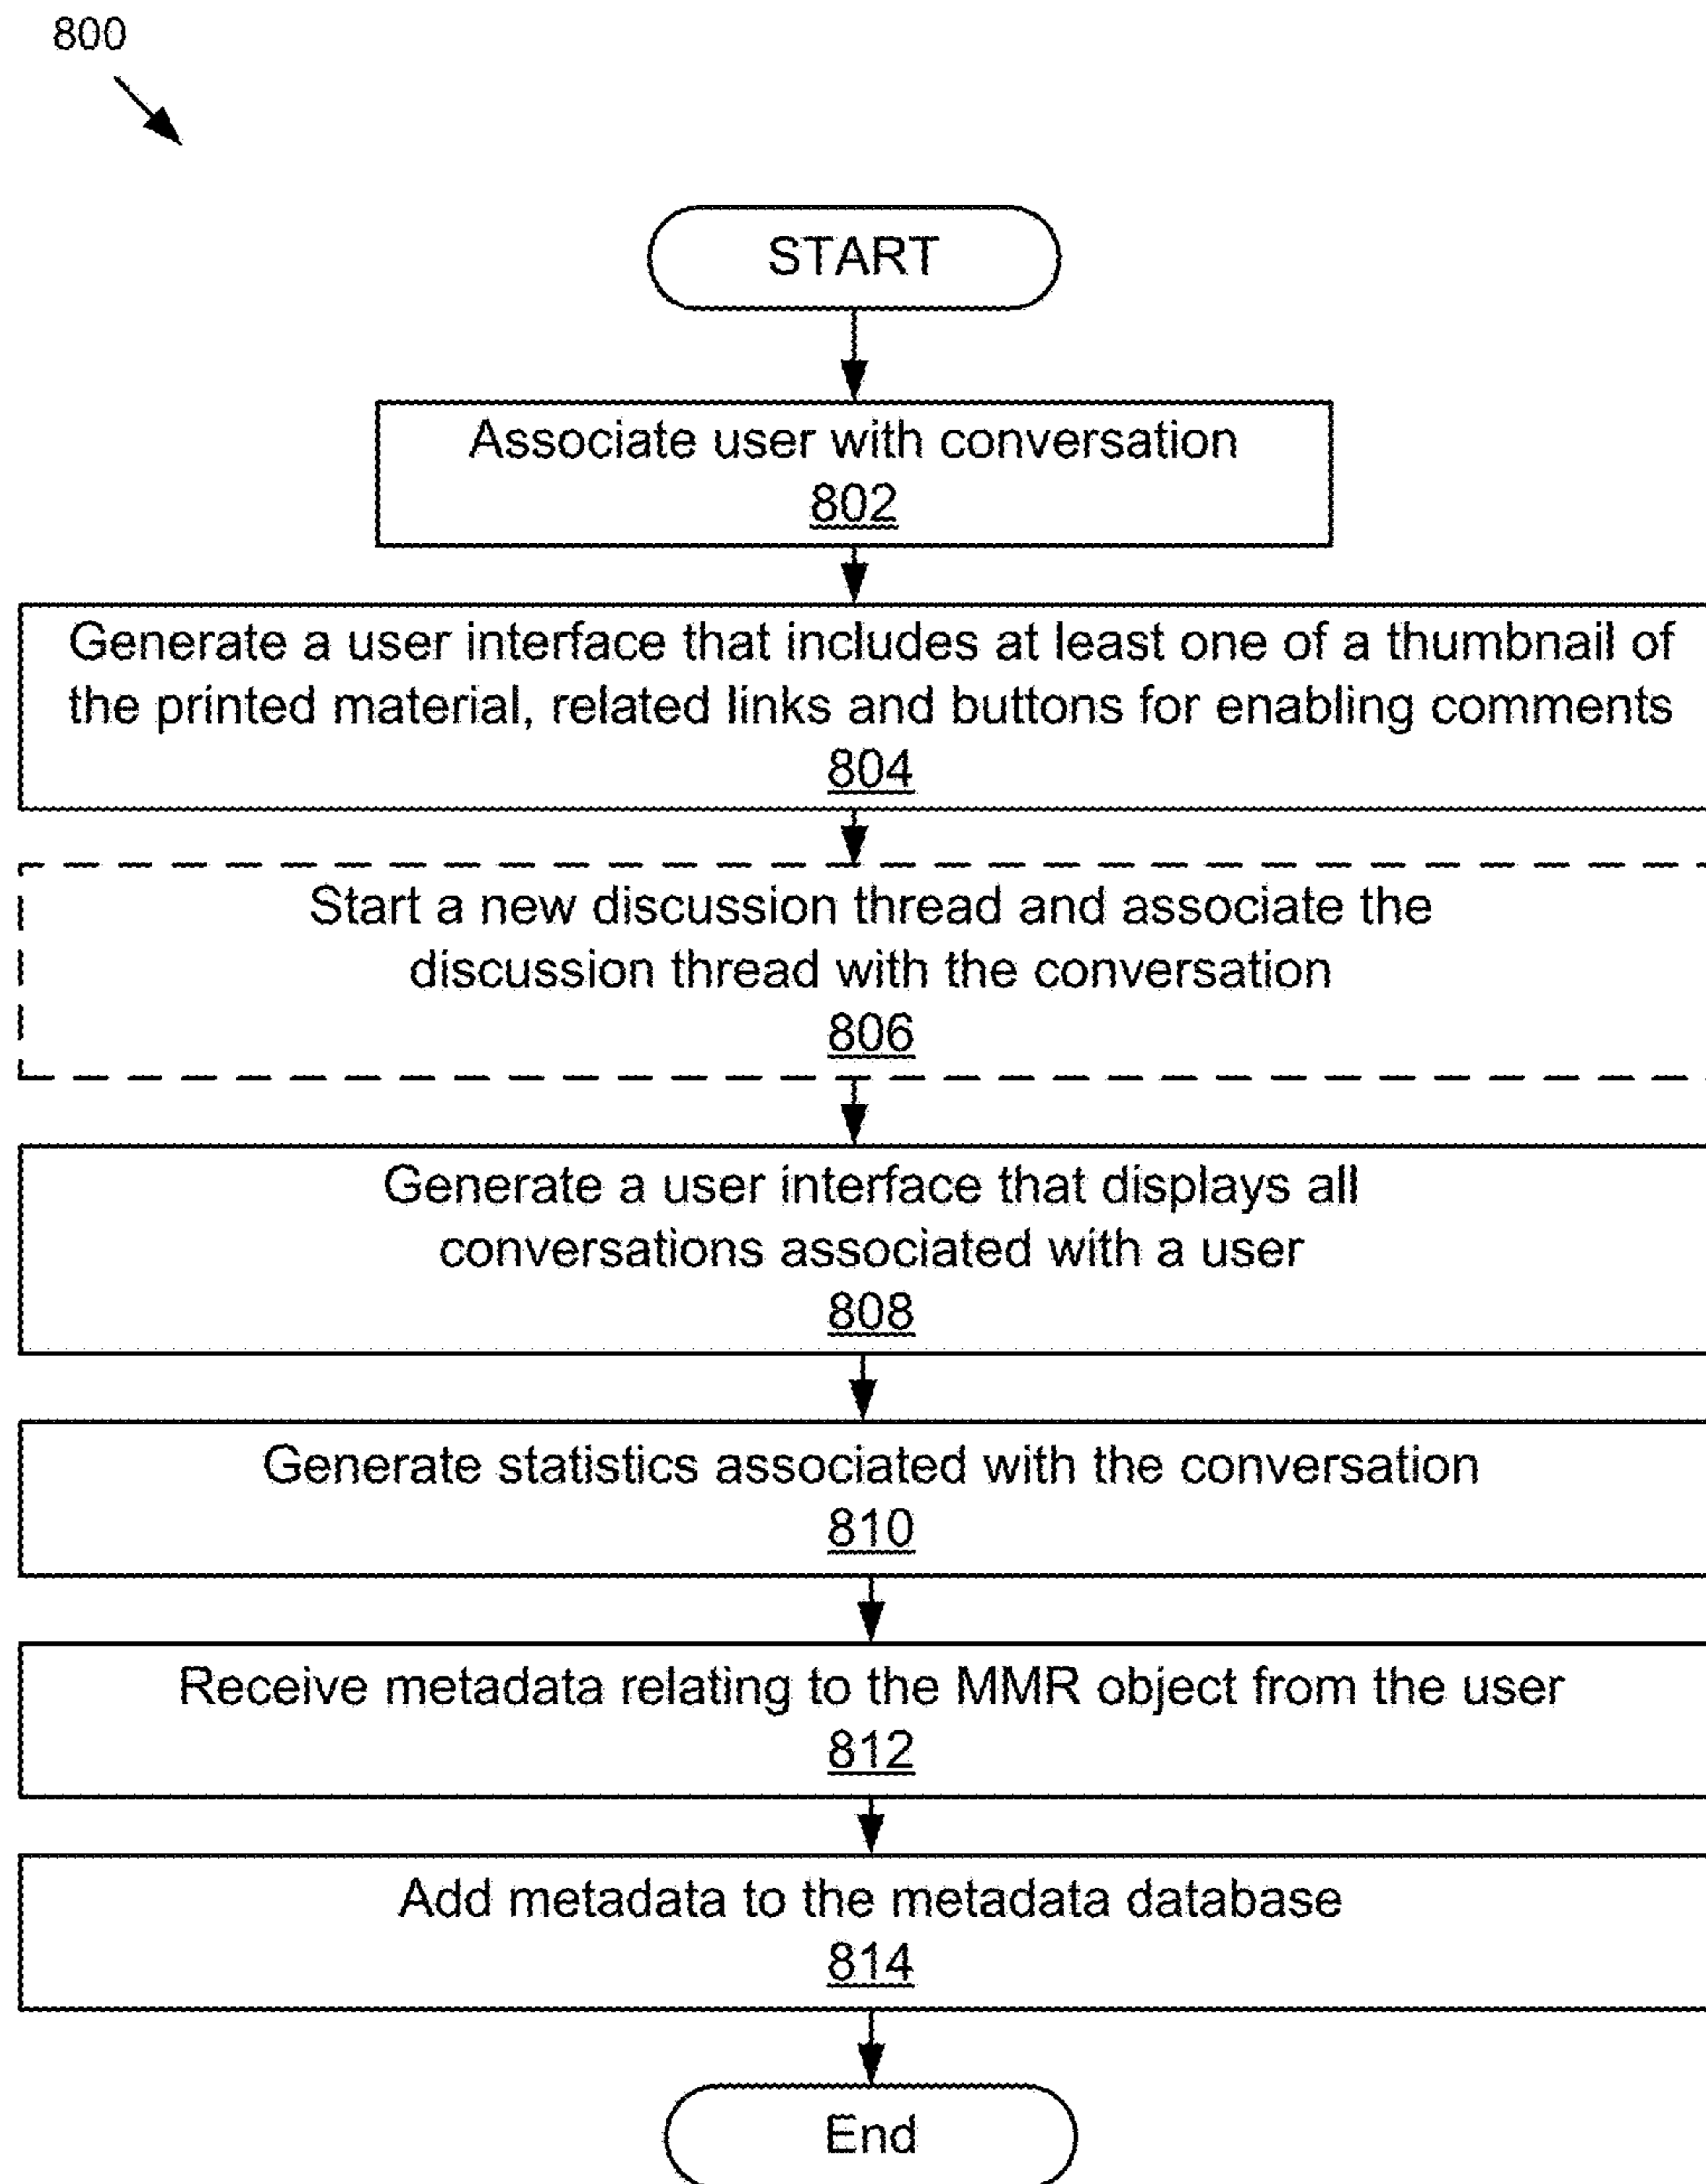 800
START
Associate user with conversation
802
Generate a user interface that includes at least one of a thumbnail of
the printed material, related links and buttons for enabling comments
804
Start a new discussion thread and associate the
discussion thread with the conversation
806
Generate a user interface that displays all
conversations associated with a user
808
Generate statistics associated with the conversation
810
Receive metadata relating to the MMR object from the user
812
Add metadata to the metadata database
814
End